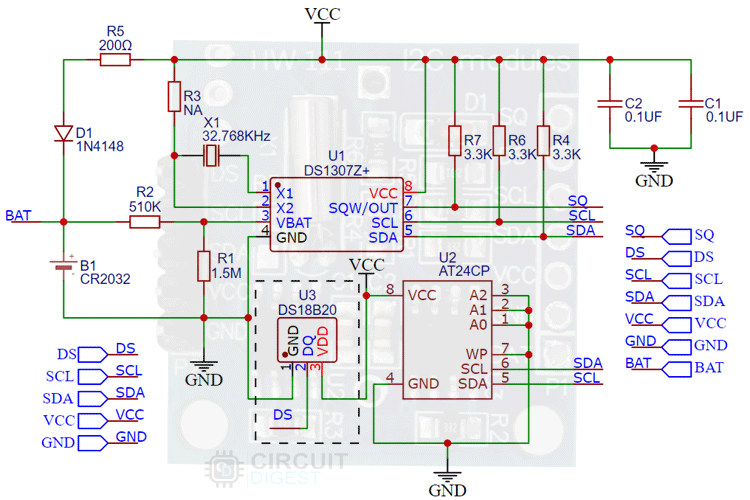 VCC
R5
200Ω
HW 111
I2C modules
R3
NA
X1
32.768KHz
D1
1N4148
D1
SQ
R7
3.3K
R6
3.3K
R4
3.3K
C2
0.1UF
C1
0.1UF
GND
U1
DS1307Z+
1
2
3
4
X1
X2
VBAT
GND
VCC
SQW/OUT
SCL
SDA
8
7
6
5
SQ
SCL
SDA
BAT
R2
510K
B1
CR2032
R1
1.5M
GND
VCC
U3
DS18B20
GND
DQ
VDD
1
2
3
DS
U2
AT24CP
8
VCC
4
GND
A2
A1
A0
WP
SCL
SDA
3
2
1
7
6
5
SDA
SCL
GND
DS
DS
SCL
SCL
SDA
SDA
VCC
VCC
GND
GND
SQ
SQ
DS
DS
SCL
SCL
SDA
SDA
VCC
VCC
GND
GND
BAT
BAT
CIRCUIT
DIGEST